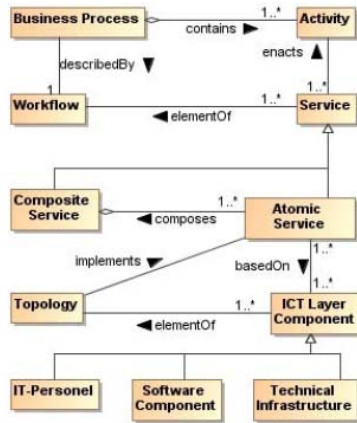 Business Process
1..*
Activity
contains ►
enacts ▲
describedBy ▼
1
1..*
1..*
Workflow
◄ elementOf
Service
1..*
Composite
Service
◄ composes
Atomic
Service
implements ►
1..*
basedOn ▼
1..*
Topology
1..*
ICT Layer
Component
◄ elementOf
IT-Personel
Software
Component
Technical
Infrastructure